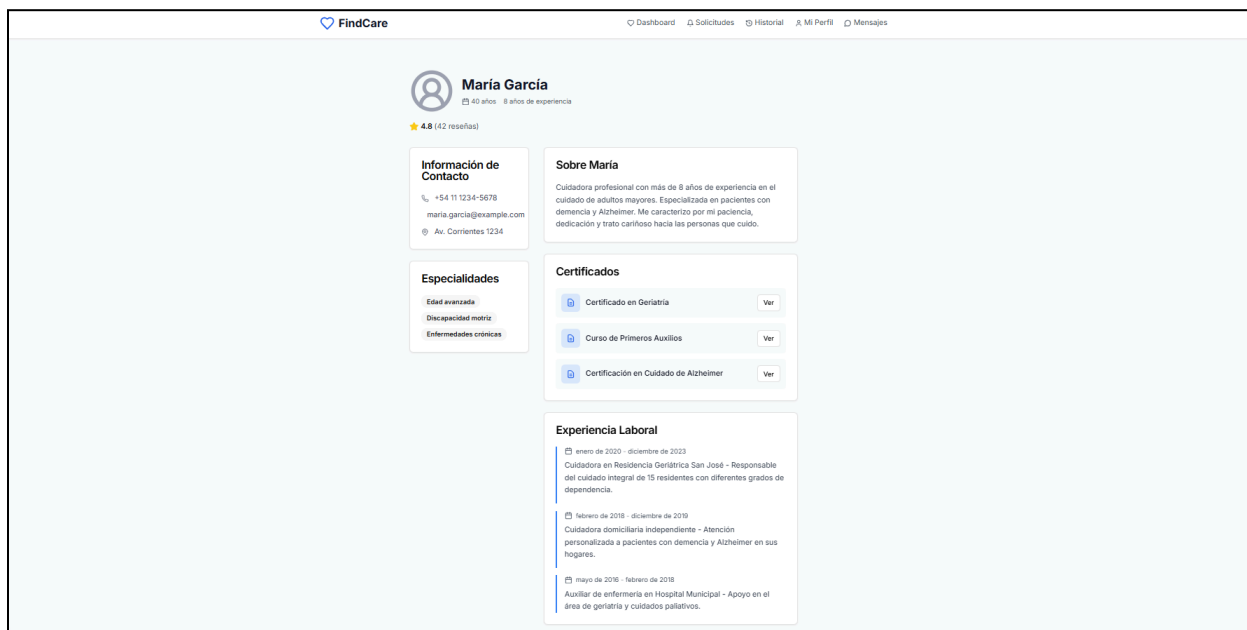 FindCare
Dashboard Solicitudes Historial Mi Perfil Mensajes
María García
40 años 8 años de experiencia
4.8 (42 reseñas)
Información de
Contacto
+54 11 1234-5678
maria.garcia@example.com
Av. Corrientes 1234
Especialidades
Edad avanzada
Discapacidad motriz
Enfermedades crónicas
Sobre María
Cuidadora profesional con más de 8 años de experiencia en el
cuidado de adultos mayores. Especializada en pacientes con
demencia y Alzheimer. Me caracterizo por mi paciencia,
dedicación y trato cariñoso hacia las personas que cuido.
Certificados
Certificado en Geriatría Ver
Curso de Primeros Auxilios Ver
Certificación en Cuidado de Alzheimer Ver
Experiencia Laboral
enero de 2020 - diciembre de 2023
Cuidadora en Residencia Geriátrica San José - Responsable
del cuidado integral de 15 residentes con diferentes grados de
dependencia.
febrero de 2018 - diciembre de 2019
Cuidadora domiciliaria independiente - Atención
personalizada a pacientes con demencia y Alzheimer en sus
hogares.
mayo de 2016 - febrero de 2018
Auxiliar de enfermería en Hospital Municipal - Apoyo en el
área de geriatría y cuidados paliativos.